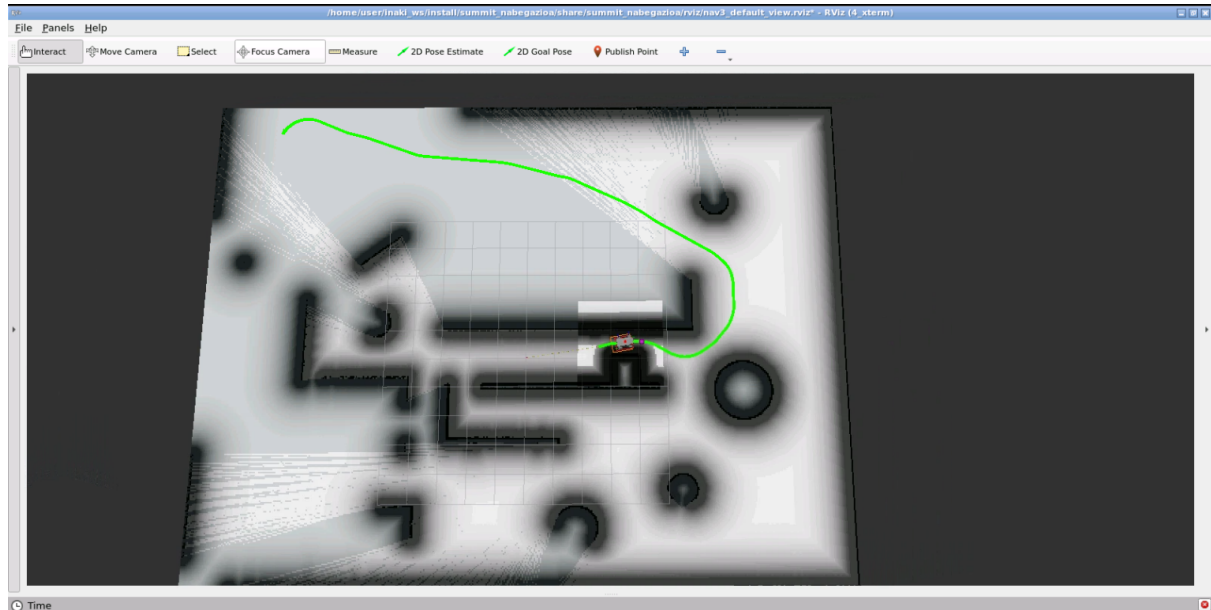 /home/user/inaki_ws/install/summit_nabegazioa/share/summit_nabegazioa/rviz/nav3_default_view.rviz* - RViz (4_xterm)
File Panels Help
Interact Move Camera Select Focus Camera Measure 2D Pose Estimate 2D Goal Pose Publish Point
Time